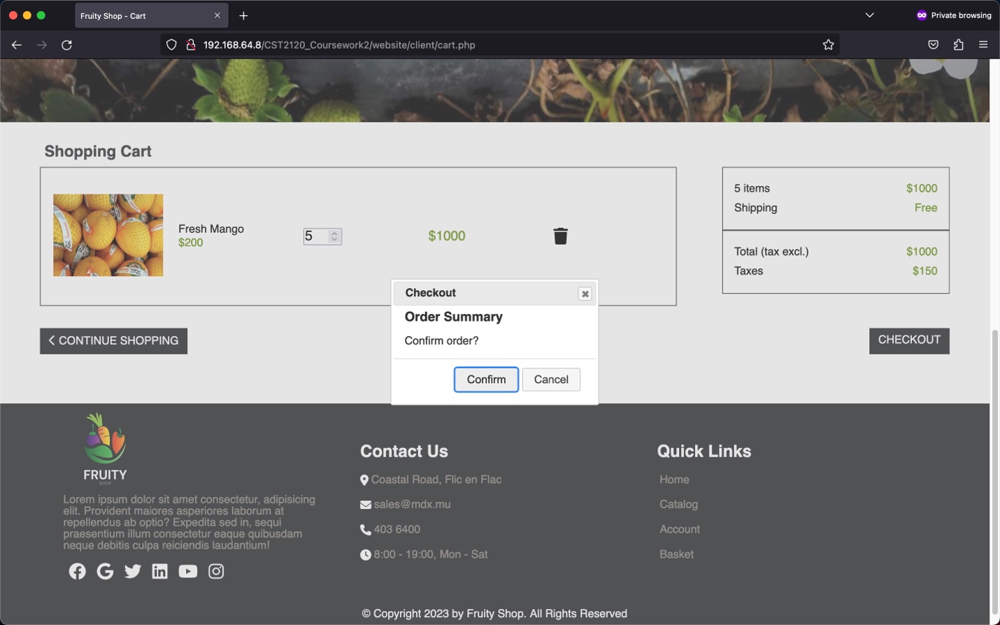 Fruity Shop - Cart
Private browsing
192.168.64.8/CST2120_Coursework2/website/client/cart.php
Shopping Cart
Fresh Mango
$200
5
$1000
5 items $1000
Shipping Free
Total (tax excl.) $1000
Taxes $150
CONTINUE SHOPPING
CHECKOUT
Checkout
Order Summary
Confirm order?
Confirm Cancel
FRUITY
SHOP
Lorem ipsum dolor sit amet consectetur, adipisicing
elit. Provident maiores asperiores laborum at
repellendus ab optio? Expedita sed in, sequi
praesentium illum consectetur eaque quibusdam
neque debitis culpa reiciendis laudantium!
Contact Us
Coastal Road, Flic en Flac
sales@mdx.mu
403 6400
8:00 - 19:00, Mon - Sat
Quick Links
Home
Catalog
Account
Basket
© Copyright 2023 by Fruity Shop. All Rights Reserved